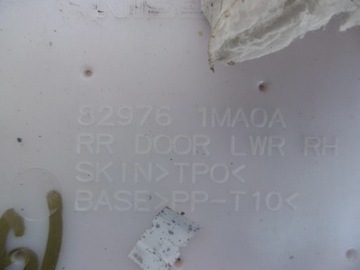 82976 1MA0A
RR DOOR LWR RH
SKIN>TPO<
BASE>PP-T10<